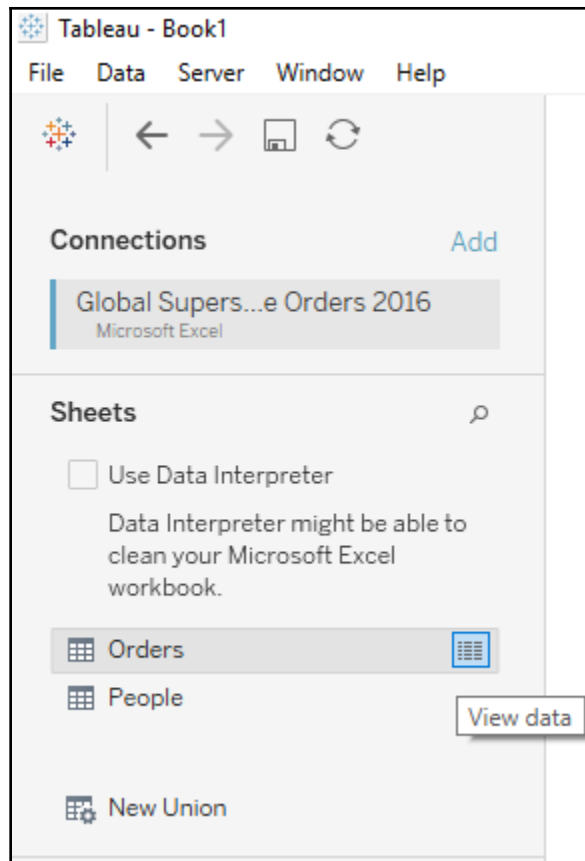 Tableau - Book1
File Data Server Window Help
Connections Add
Global Supers...e Orders 2016
Microsoft Excel
Sheets
Use Data Interpreter
Data Interpreter might be able to
clean your Microsoft Excel
workbook.
Orders
People
View data
New Union